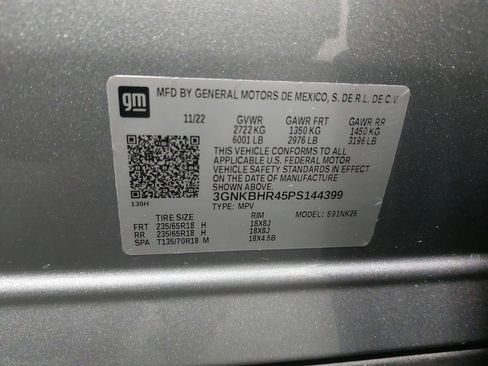 gm
MFD BY GENERAL MOTORS DE MEXICO, S. DE R.L. DE C.V.
11/22 GVWR GAWR FRT GAWR RR
2722 KG 1350 KG 1450 KG
6001 LB 2976 LB 3196 LB
THIS VEHICLE CONFORMS TO ALL
APPLICABLE U.S. FEDERAL MOTOR
VEHICLE SAFETY STANDARDS IN EFFECT
ON THE DATE OF MANUFACTURE SHOWN ABOVE.
3GNKBHR45PS144399
130H TYPE: MPV
TIRE SIZE RIM MODEL: 591NK26
FRT 235/65R18 H 18X8J
RR 235/65R18 H 18X8J
SPA T135/70R18 M 18X4.5B